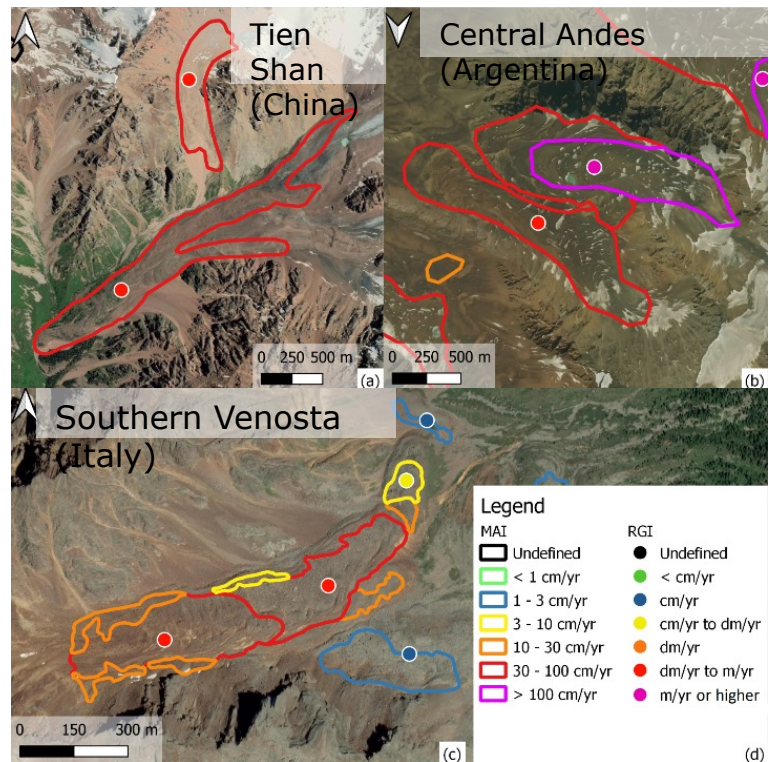 Tien
Shan
(China)
0 250 500 m
(a)
Central Andes
(Argentina)
0 250 500 m
(b)
Southern Venosta
(Italy)
0 150 300 m
(c)
Legend
MAI RGI
Undefined Undefined
< 1 cm/yr < cm/yr
1 - 3 cm/yr cm/yr
3 - 10 cm/yr cm/yr to dm/yr
10 - 30 cm/yr dm/yr
30 - 100 cm/yr dm/yr to m/yr
> 100 cm/yr m/yr or higher
(d)